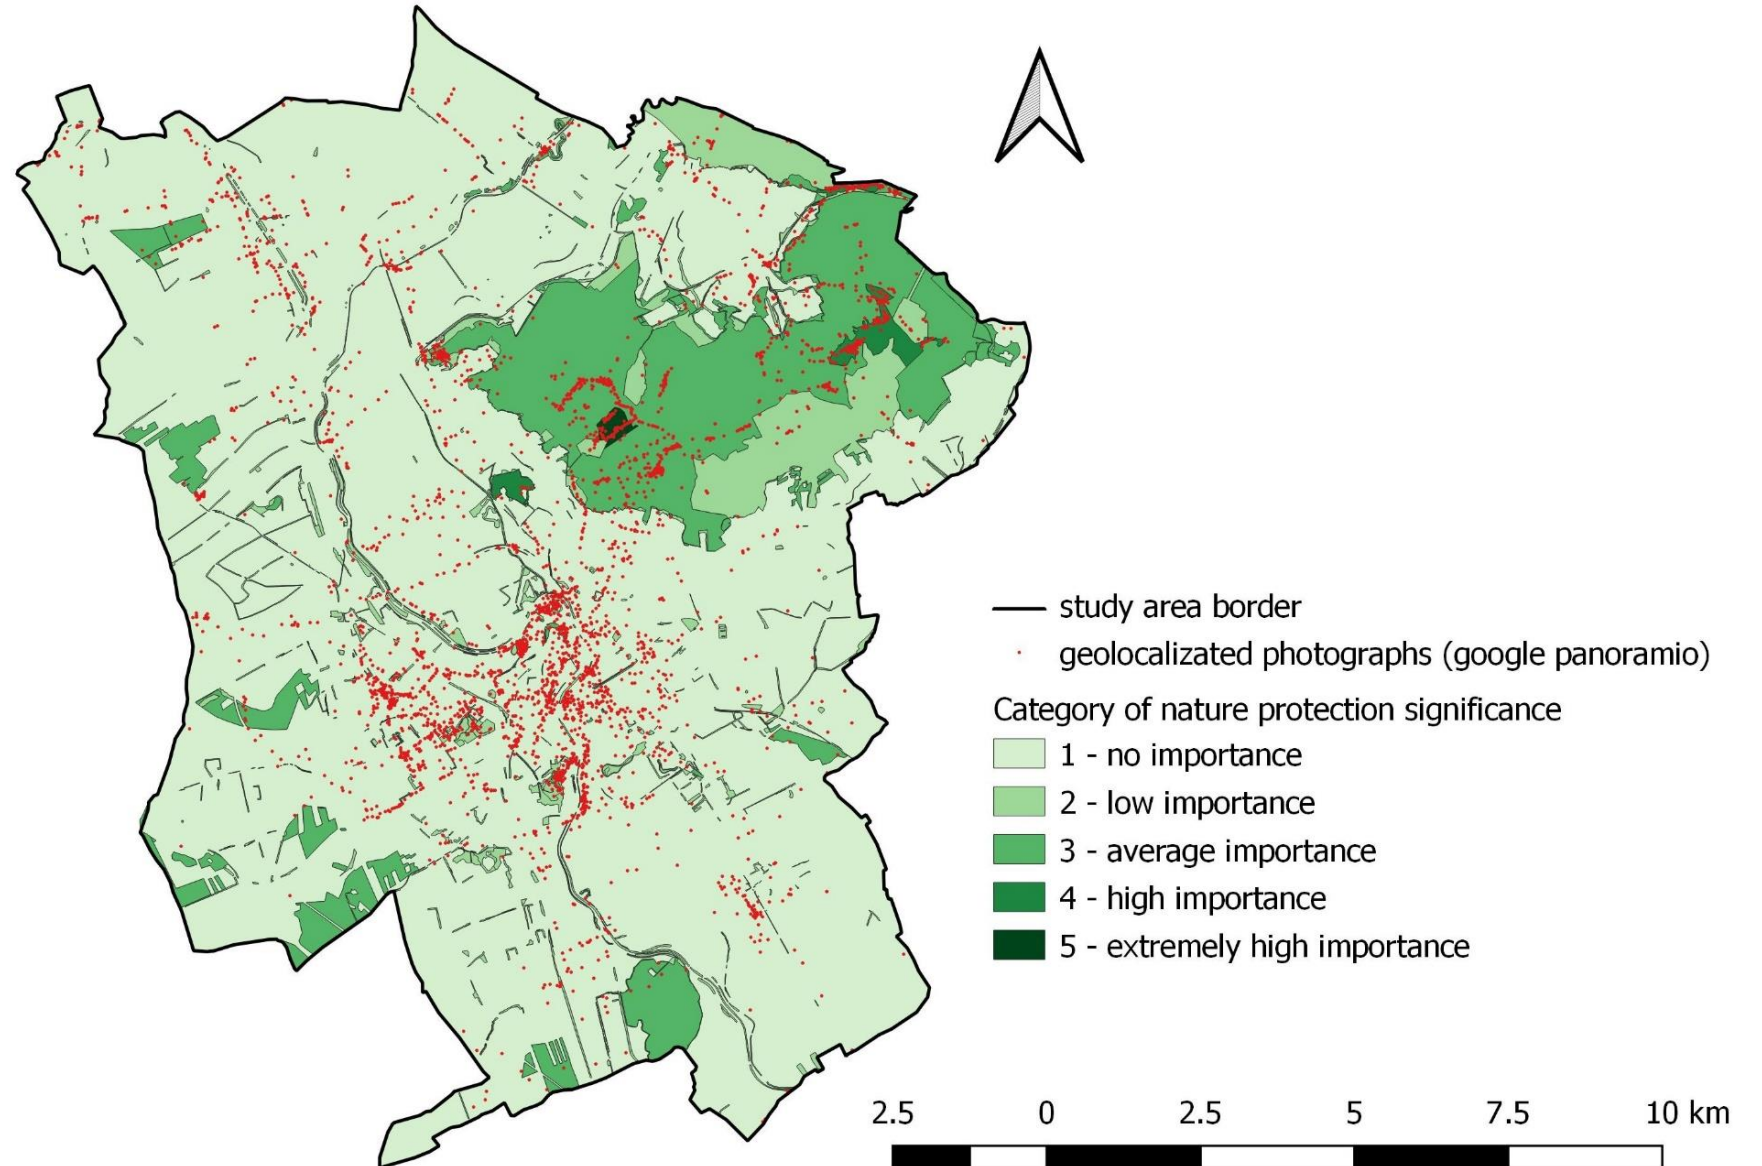 study area border
geolocalizated photographs (google panoramio)
Category of nature protection significance
1 - no importance
2 - low importance
3 - average importance
4 - high importance
5 - extremely high importance
2.5 0 2.5 5 7.5 10 km